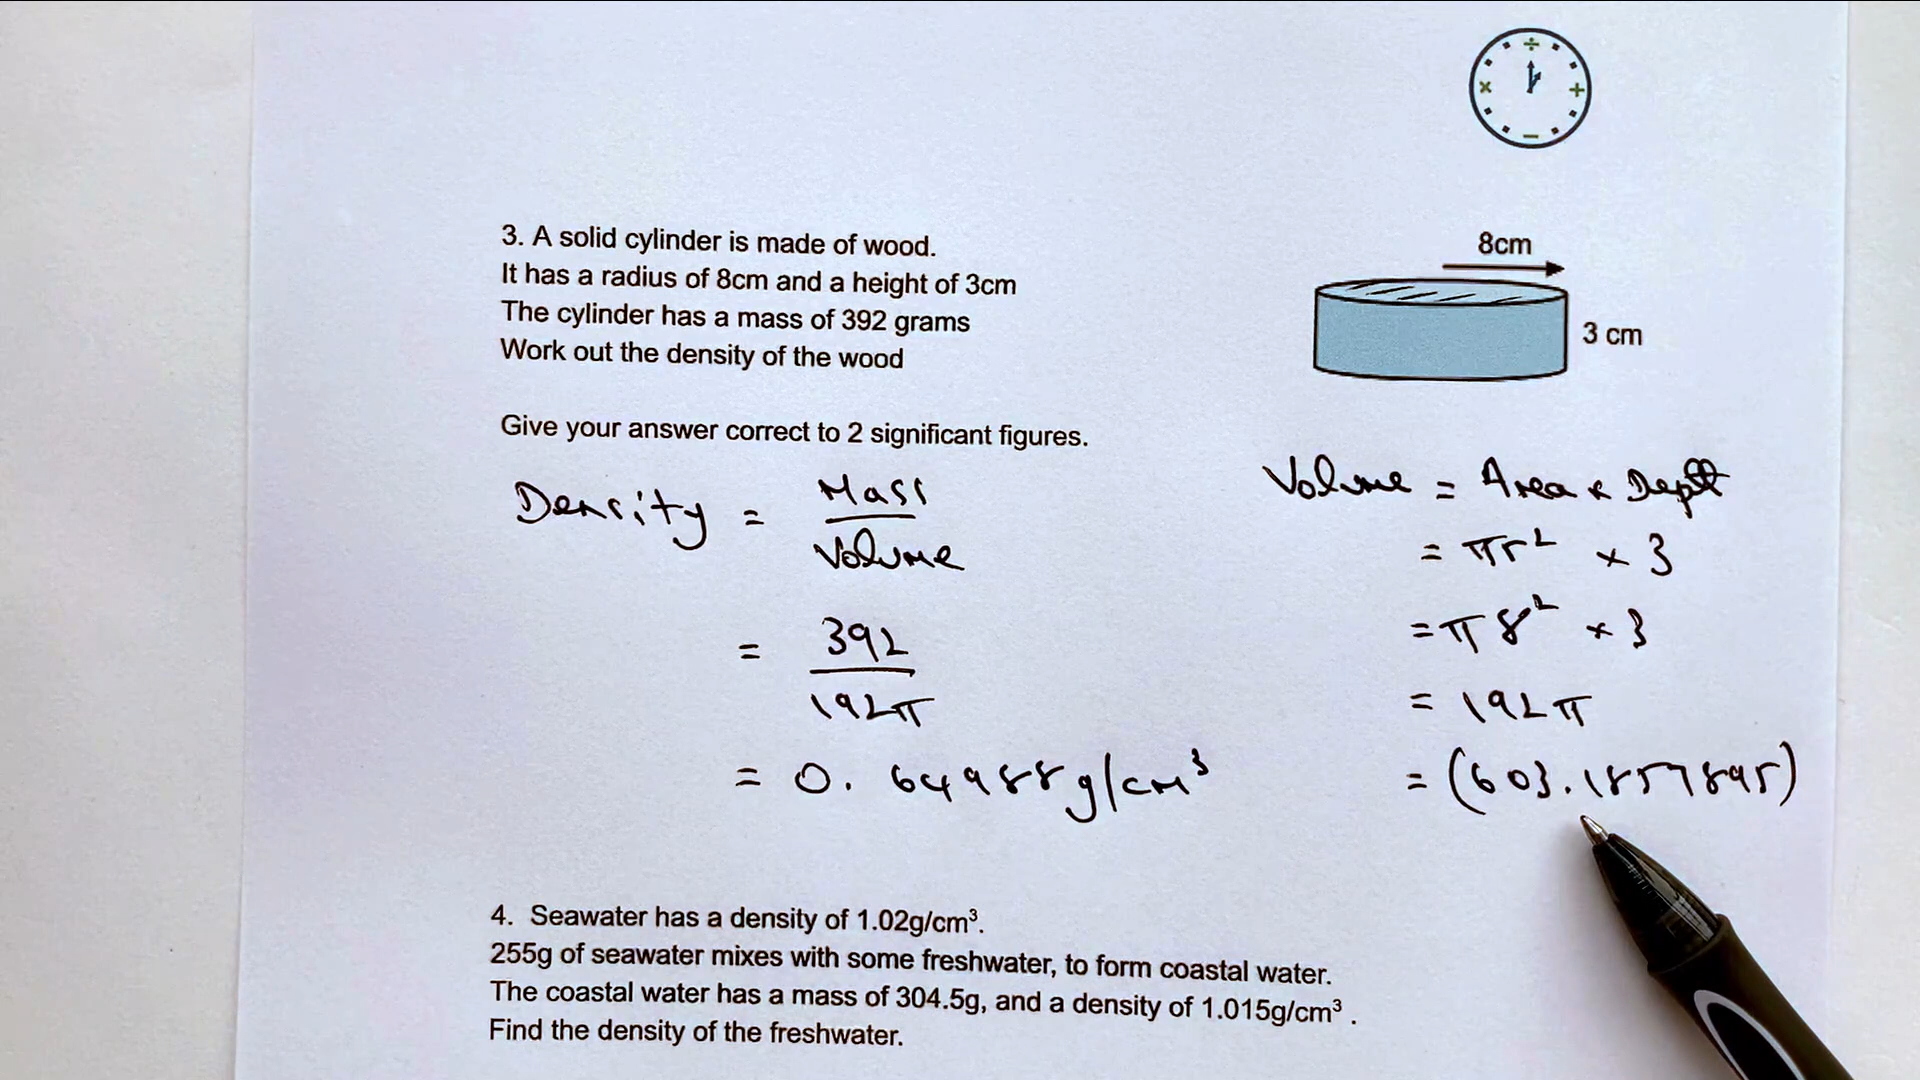 ÷
× +
−
3. A solid cylinder is made of wood.
It has a radius of 8cm and a height of 3cm
The cylinder has a mass of 392 grams
Work out the density of the wood
Give your answer correct to 2 significant figures.
8cm
3 cm
Density = Mass / Volume
= 392 / 192π
= 0.64988g/cm³
Volume = Area × Depth
= πr² × 3
= π8² × 3
= 192π
= (603.1857895)
4. Seawater has a density of 1.02g/cm³.
255g of seawater mixes with some freshwater, to form coastal water.
The coastal water has a mass of 304.5g, and a density of 1.015g/cm³ .
Find the density of the freshwater.